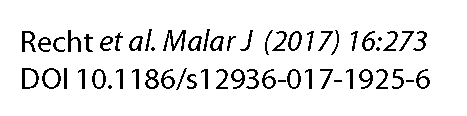 Recht et al. Malar J (2017) 16:273
DOI 10.1186/s12936-017-1925-6